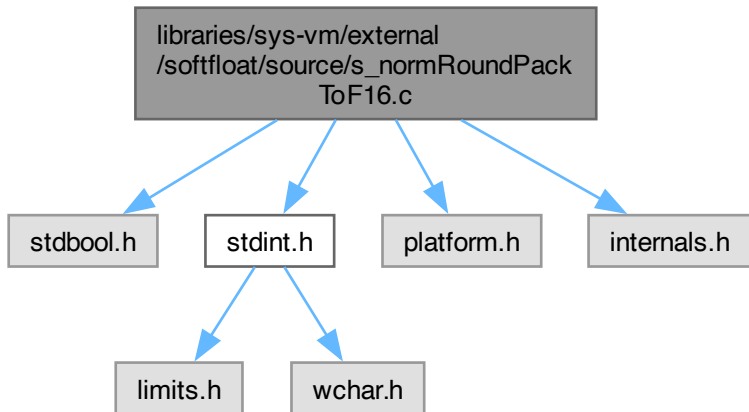 libraries/sys-vm/external
/softfloat/source/s_normRoundPack
ToF16.c
stdbool.h
stdint.h
platform.h
internals.h
limits.h
wchar.h